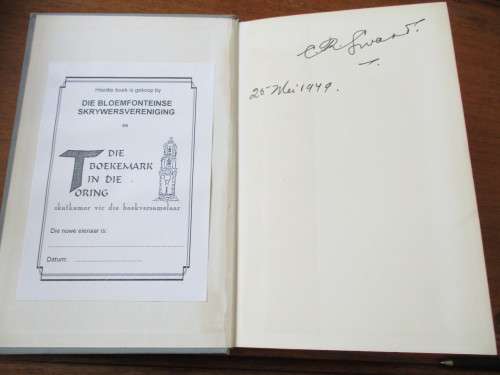 Hierdie boek is gekoop by
DIE BLOEMFONTEINSE
SKRYWERSVERENIGING
DIE
BOEKEMARK
IN DIE
TORING
skatkamer vir die boekversamelaar
Die nuwe eienaar is:
Datum:
C R Swart.
25 Mei 1949.